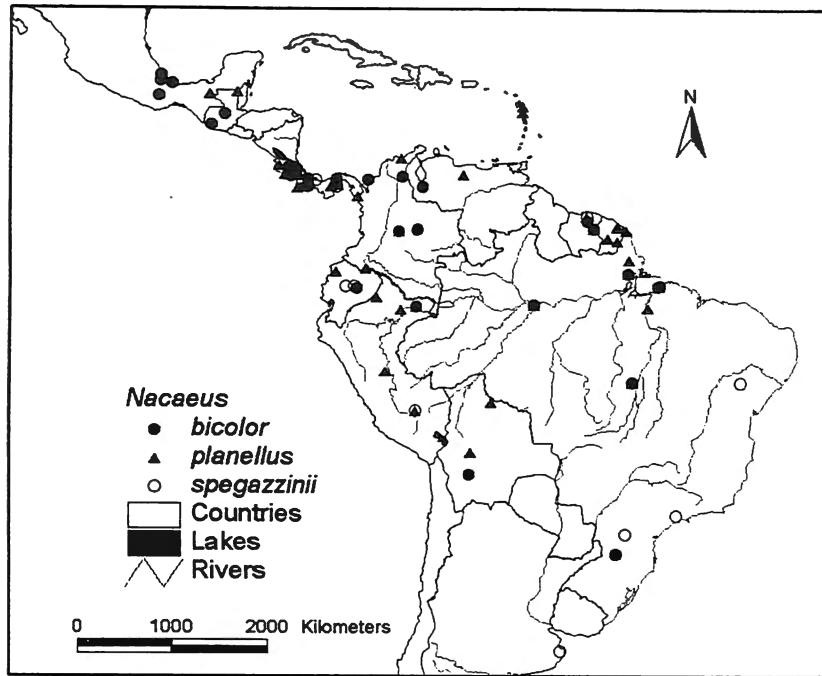 N
Nacaeus
bicolor
planellus
spegazzinii
Countries
Lakes
Rivers
0 1000 2000 Kilometers